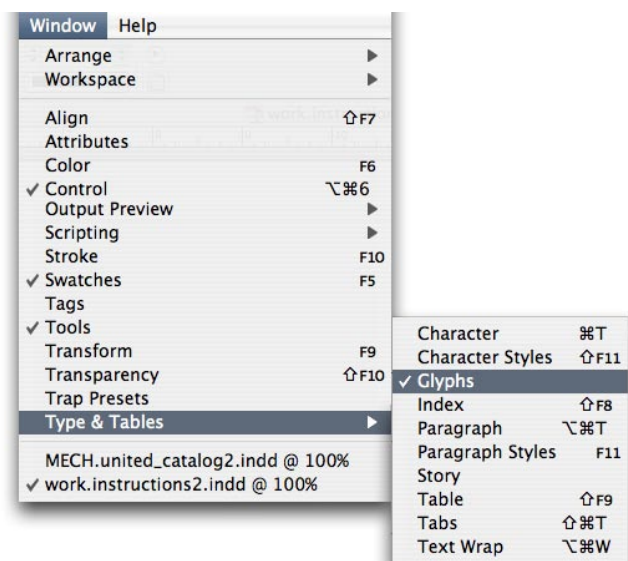 Window Help
Arrange
Workspace
Align ⇧F7
Attributes
Color F6
✓ Control ⌥⌘6
Output Preview
Scripting
Stroke F10
✓ Swatches F5
Tags
✓ Tools
Transform F9
Transparency ⇧F10
Trap Presets
Type & Tables
MECH.united_catalog2.indd @ 100%
✓ work.instructions2.indd @ 100%
Character ⌘T
Character Styles ⇧F11
✓ Glyphs
Index ⇧F8
Paragraph ⌥⌘T
Paragraph Styles F11
Story
Table ⇧F9
Tabs ⇧⌘T
Text Wrap ⌥⌘W